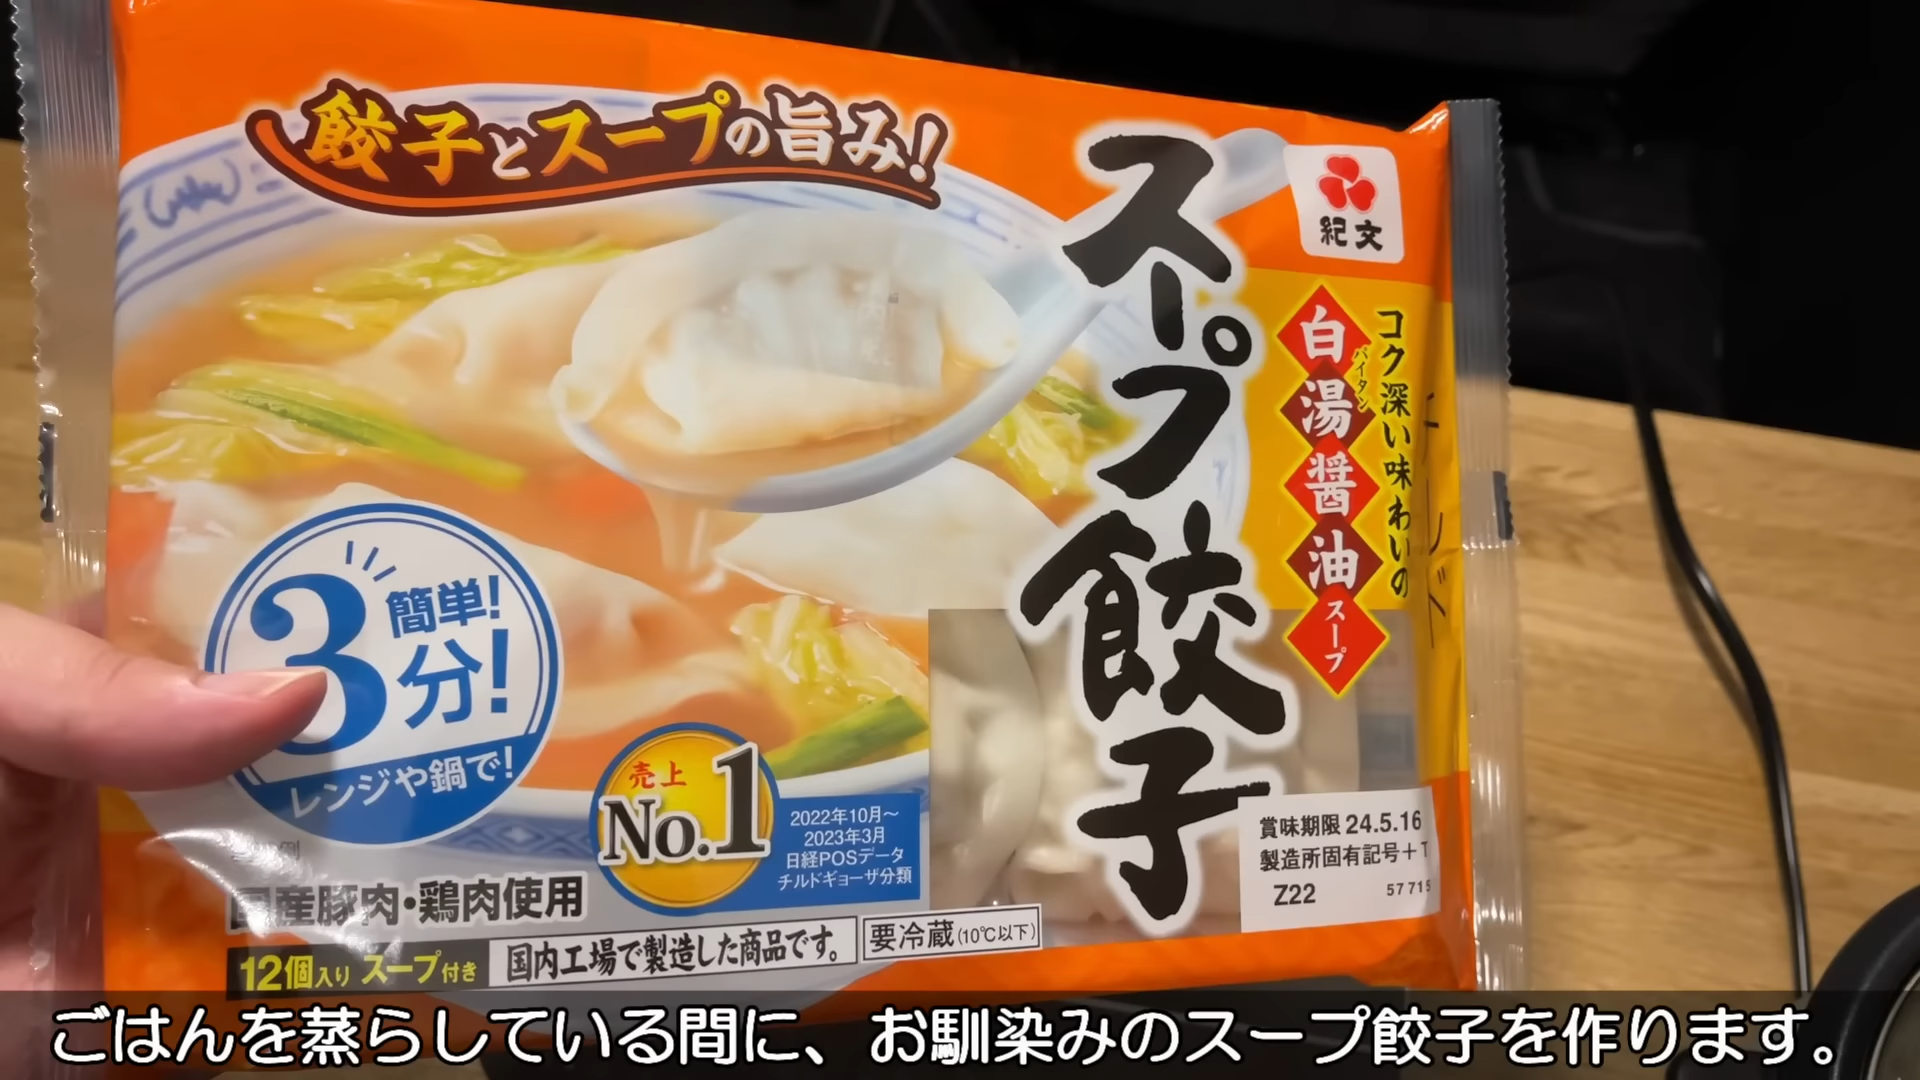 餃子とスープの旨み!
紀文
スープ餃子
コク深い味わいの
白湯醤油スープ
パイタン
簡単!
3分!
レンジや鍋で!
売上
No.1
2022年10月~
2023年3月
日経POSデータ
チルドギョーザ分類
賞味期限 24.5.16
製造所固有記号+T
Z22
57715
国産豚肉・鶏肉使用
12個入り スープ付き
国内工場で製造した商品です。
要冷蔵(10℃以下)
ごはんを蒸らしている間に、お馴染みのスープ餃子を作ります。